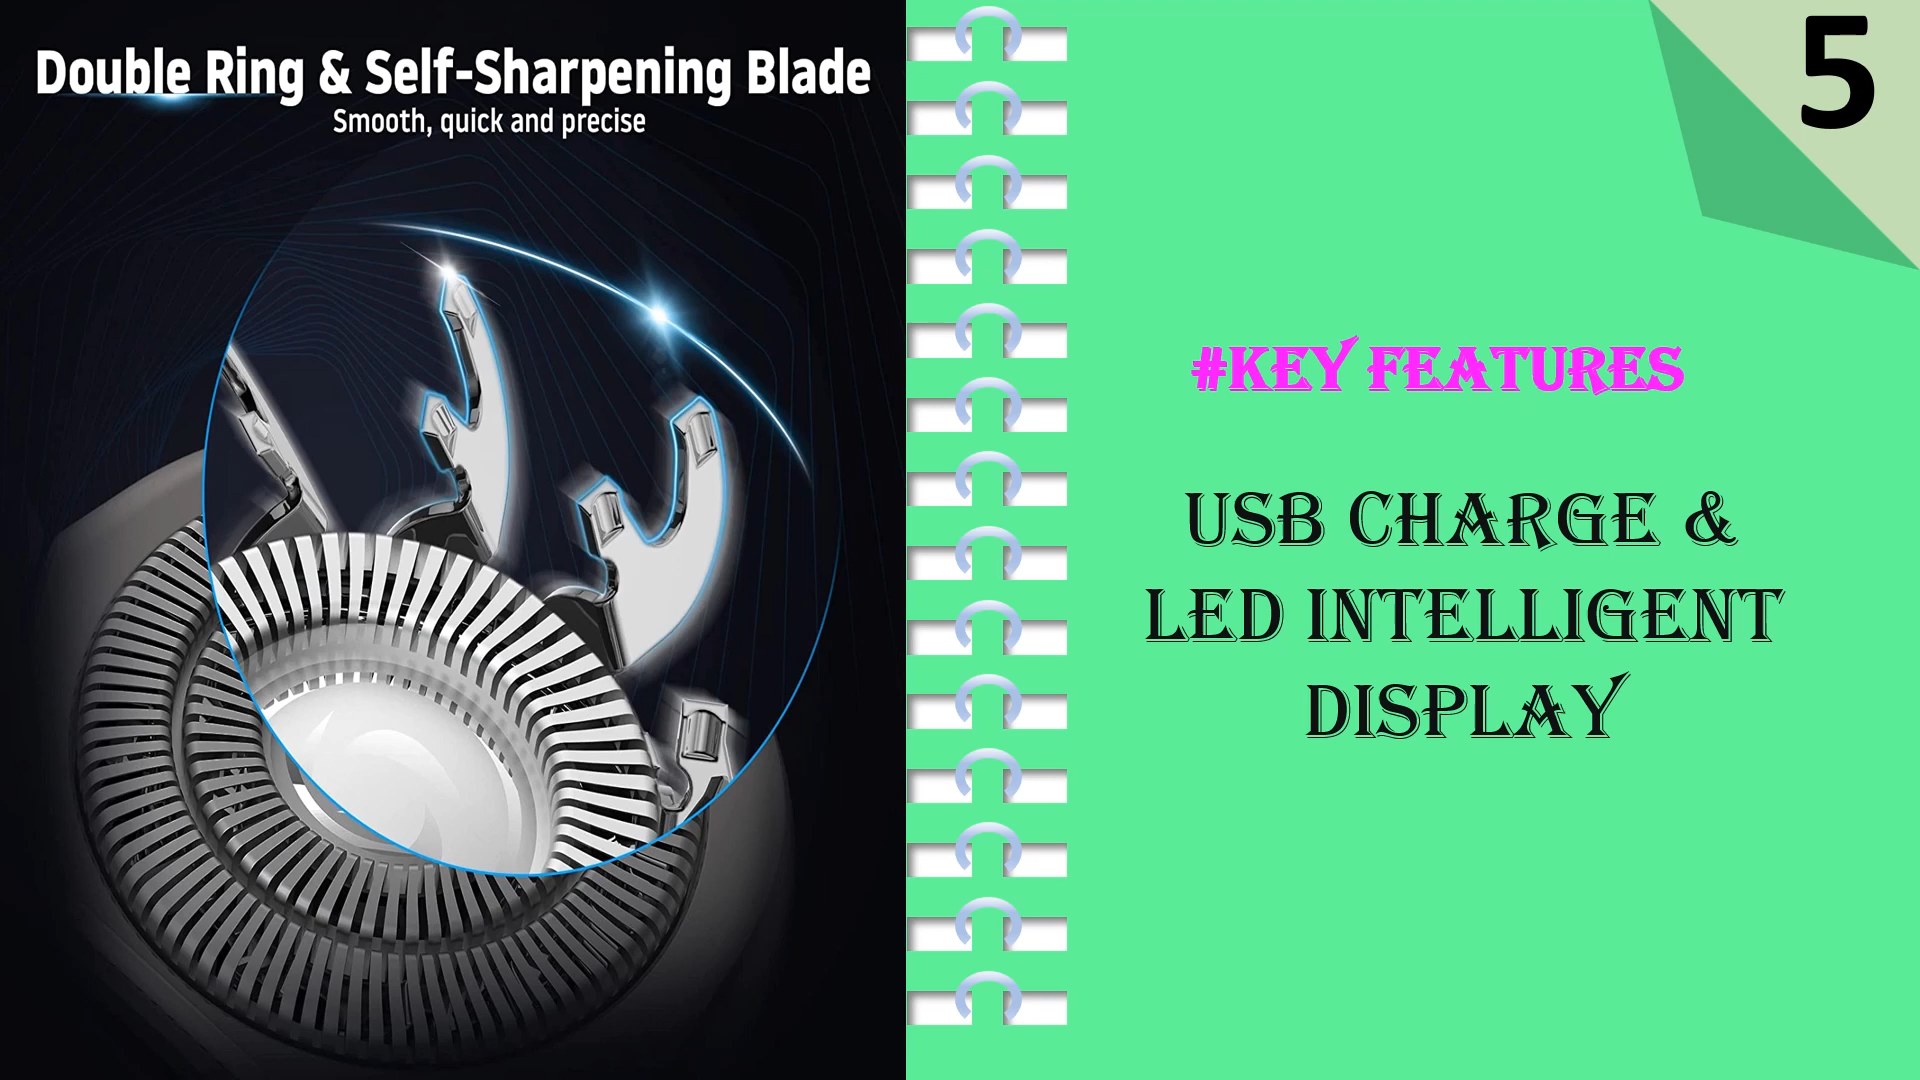 Double Ring & Self-Sharpening Blade
Smooth, quick and precise
5
#KEY FEATURES
USB CHARGE &
LED INTELLIGENT
DISPLAY